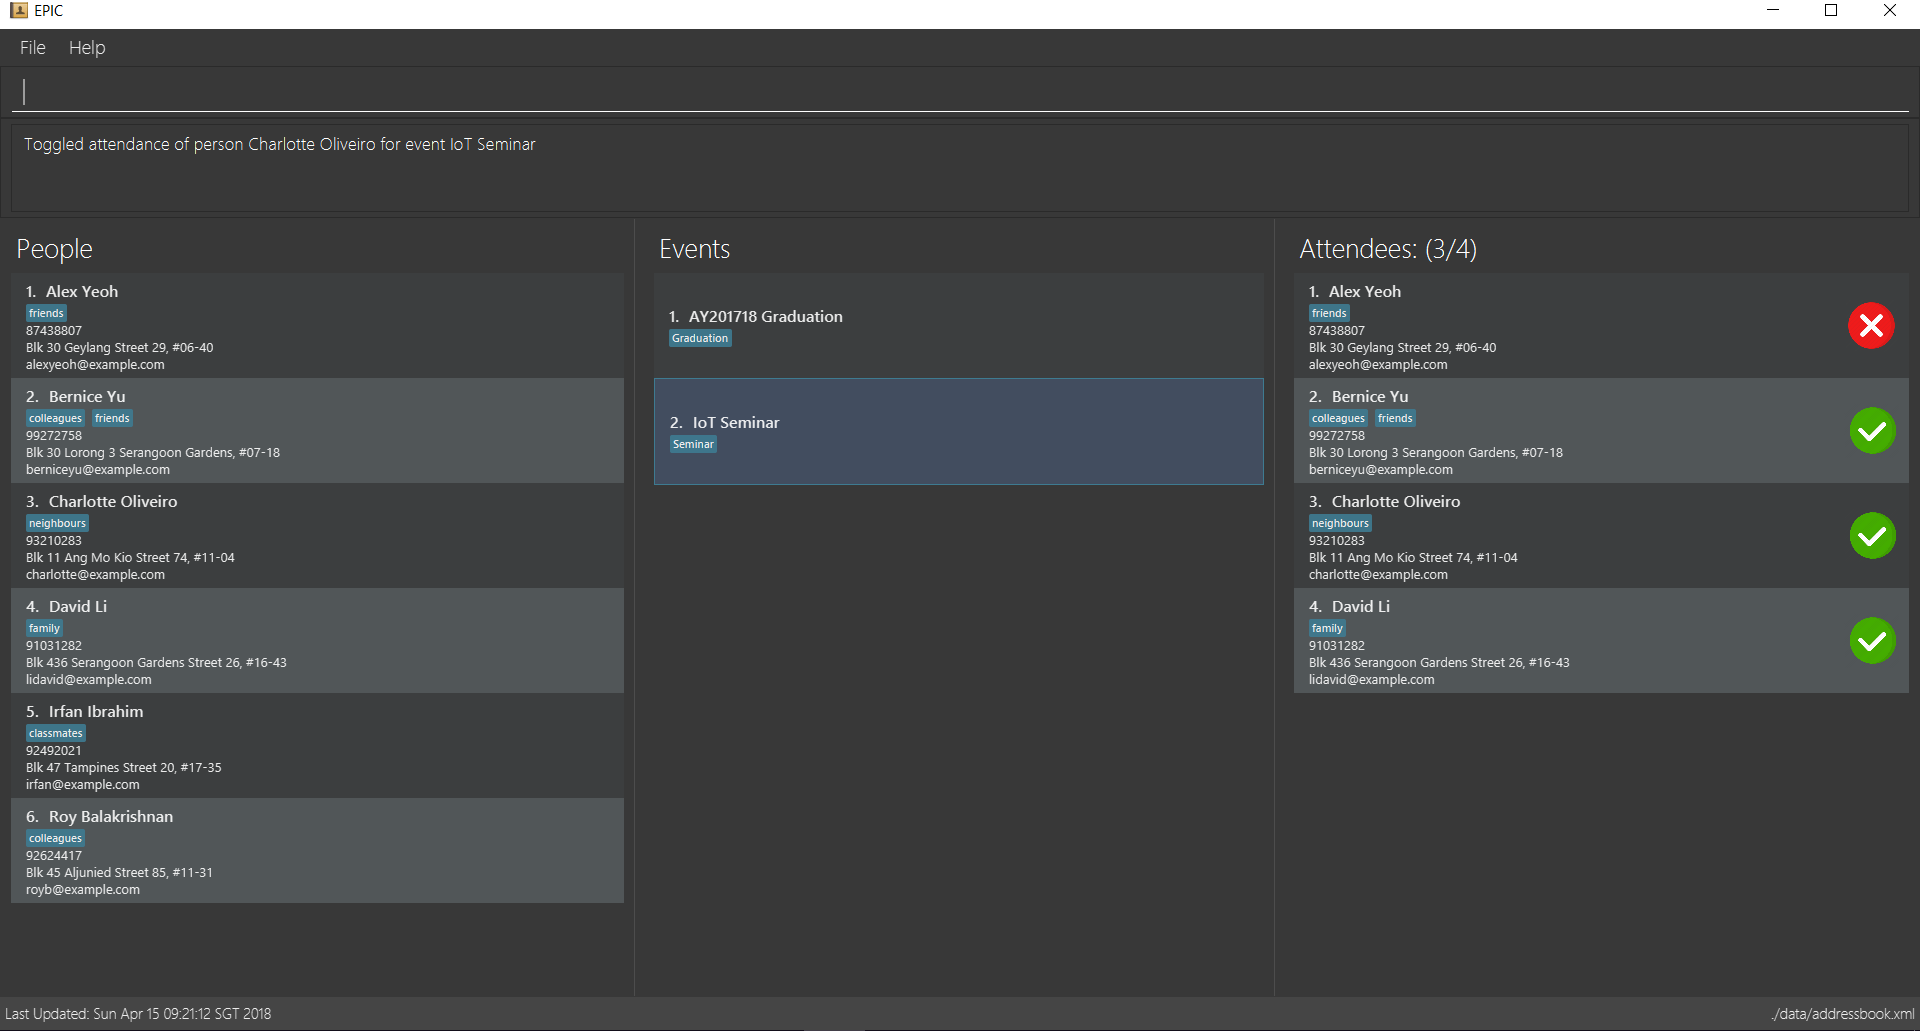 EPIC
File Help
Toggled attendance of person Charlotte Oliveiro for event IoT Seminar
People
1. Alex Yeoh
friends
87438807
Blk 30 Geylang Street 29, #06-40
alexyeoh@example.com
2. Bernice Yu
colleagues friends
99272758
Blk 30 Lorong 3 Serangoon Gardens, #07-18
berniceyu@example.com
3. Charlotte Oliveiro
neighbours
93210283
Blk 11 Ang Mo Kio Street 74, #11-04
charlotte@example.com
4. David Li
family
91031282
Blk 436 Serangoon Gardens Street 26, #16-43
lidavid@example.com
5. Irfan Ibrahim
classmates
92492021
Blk 47 Tampines Street 20, #17-35
irfan@example.com
6. Roy Balakrishnan
colleagues
92624417
Blk 45 Aljunied Street 85, #11-31
royb@example.com
Events
1. AY201718 Graduation
Graduation
2. IoT Seminar
Seminar
Attendees: (3/4)
1. Alex Yeoh
friends
87438807
Blk 30 Geylang Street 29, #06-40
alexyeoh@example.com
2. Bernice Yu
colleagues friends
99272758
Blk 30 Lorong 3 Serangoon Gardens, #07-18
berniceyu@example.com
3. Charlotte Oliveiro
neighbours
93210283
Blk 11 Ang Mo Kio Street 74, #11-04
charlotte@example.com
4. David Li
family
91031282
Blk 436 Serangoon Gardens Street 26, #16-43
lidavid@example.com
Last Updated: Sun Apr 15 09:21:12 SGT 2018
./data/addressbook.xml